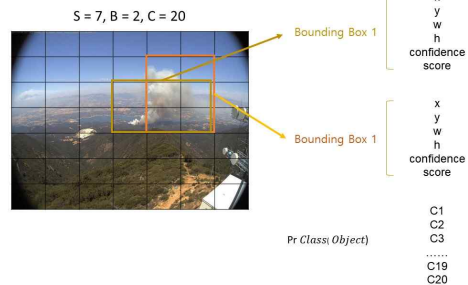 S = 7, B = 2, C = 20
Bounding Box 1
y
w
h
confidence
score
Bounding Box 1
x
y
w
h
confidence
score
Pr Class( Object)
C1
C2
C3
......
C19
C20